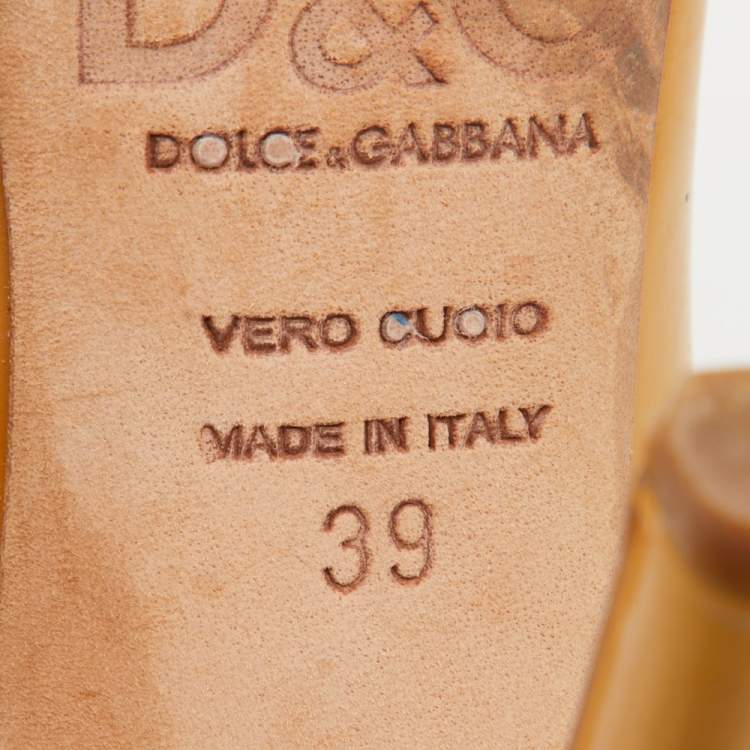 D&G
DOLCE & GABBANA
VERO CUOIO
MADE IN ITALY
39